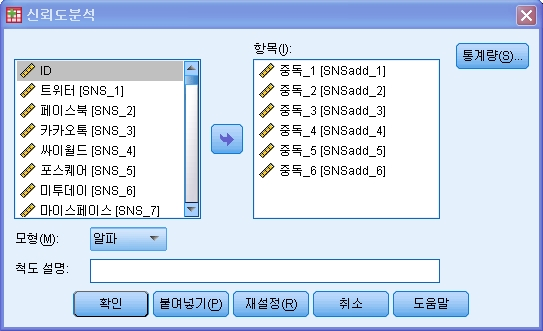 신뢰도분석
항목(I):
ID
트위터 [SNS_1]
페이스북 [SNS_2]
카카오톡 [SNS_3]
싸이월드 [SNS_4]
포스퀘어 [SNS_5]
미투데이 [SNS_6]
마이스페이스 [SNS_7]
중독_1 [SNSadd_1]
중독_2 [SNSadd_2]
중독_3 [SNSadd_3]
중독_4 [SNSadd_4]
중독_5 [SNSadd_5]
중독_6 [SNSadd_6]
통계량(S)...
모형(M):
알파
척도 설명:
확인
붙여넣기(P)
재설정(R)
취소
도움말